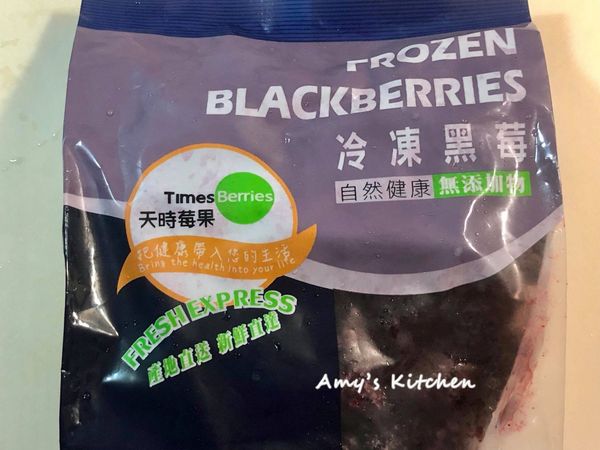 FROZEN
BLACKBERRIES
冷凍黑莓
自然健康 無添加物
Times Berries
天時莓果
把健康帶入您的生活
Bring the health into your life
FRESH EXPRESS
產地直送 新鮮直達
Amy's Kitchen